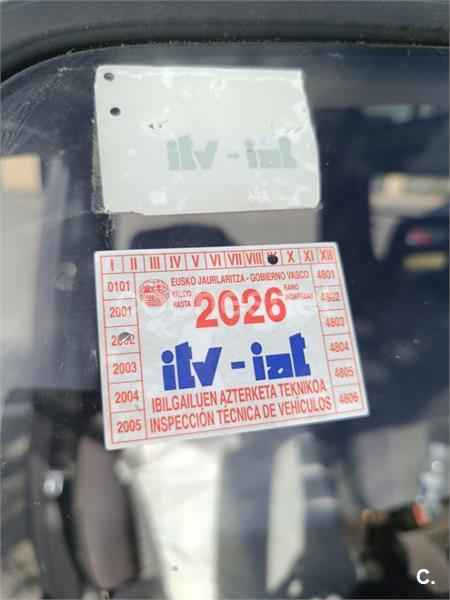 itv - iat
I II III IV V VI VII VIII IX X XI XII
0101 EUSKO JAURLARITZA - GOBIERNO VASCO 4801
2001 VALIDO HASTA 2026 RAINO INDARREAN 4802
2002 4803
2003 itv - iat 4804
2004 IBILGAILUEN AZTERKETA TEKNIKOA 4805
2005 INSPECCIÓN TÉCNICA DE VEHÍCULOS 4806
C.